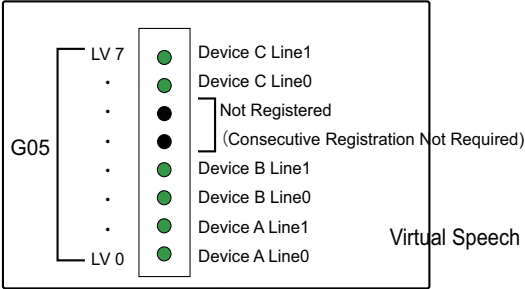 LV 7 Device C Line1
· Device C Line0
· Not Registered
· (Consecutive Registration Not Required)
G05
· Device B Line1
· Device B Line0
· Device A Line1
Virtual Speech
LV 0 Device A Line0